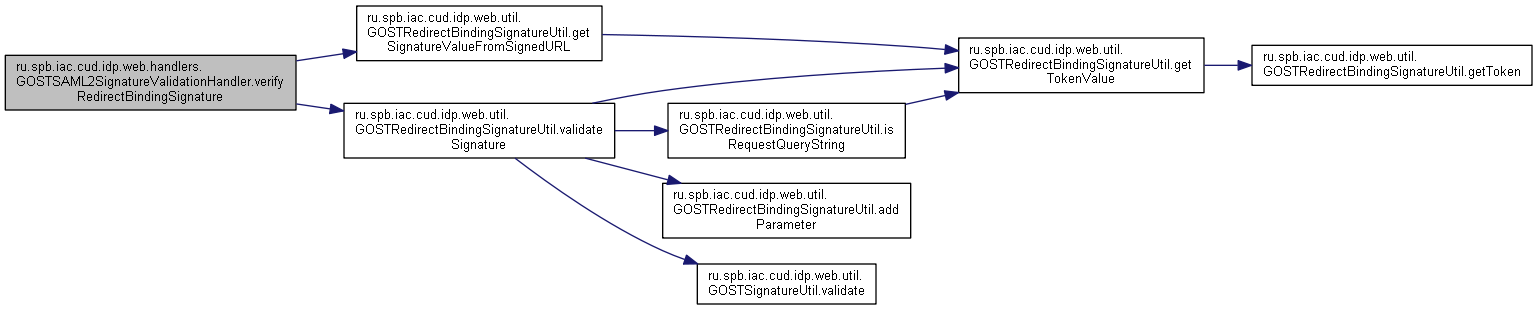 ru.spb.iac.cud.idp.web.handlers.
GOSTSAML2SignatureValidationHandler.verify
RedirectBindingSignature
ru.spb.iac.cud.idp.web.util.
GOSTRedirectBindingSignatureUtil.get
SignatureValueFromSignedURL
ru.spb.iac.cud.idp.web.util.
GOSTRedirectBindingSignatureUtil.validate
Signature
ru.spb.iac.cud.idp.web.util.
GOSTRedirectBindingSignatureUtil.is
RequestQueryString
ru.spb.iac.cud.idp.web.util.
GOSTRedirectBindingSignatureUtil.add
Parameter
ru.spb.iac.cud.idp.web.util.
GOSTSignatureUtil.validate
ru.spb.iac.cud.idp.web.util.
GOSTRedirectBindingSignatureUtil.get
TokenValue
ru.spb.iac.cud.idp.web.util.
GOSTRedirectBindingSignatureUtil.getToken